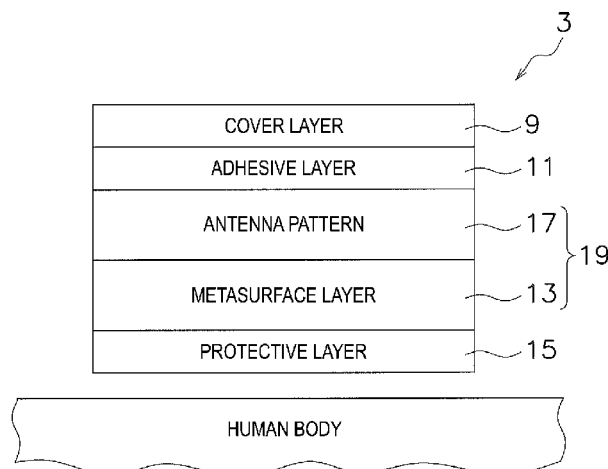 3
COVER LAYER 9
ADHESIVE LAYER 11
ANTENNA PATTERN 17
19
METASURFACE LAYER 13
PROTECTIVE LAYER 15
HUMAN BODY